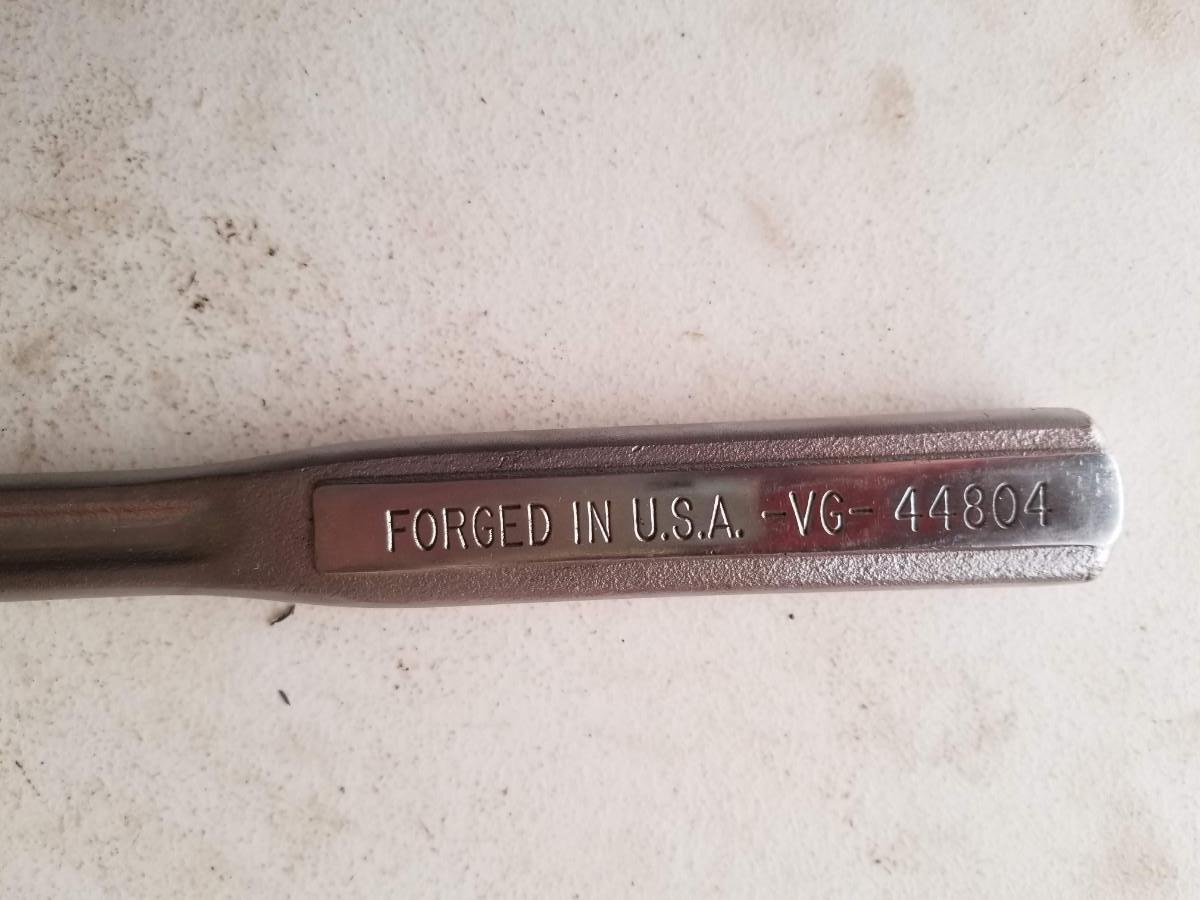 FORGED IN U.S.A. -VG- 44804